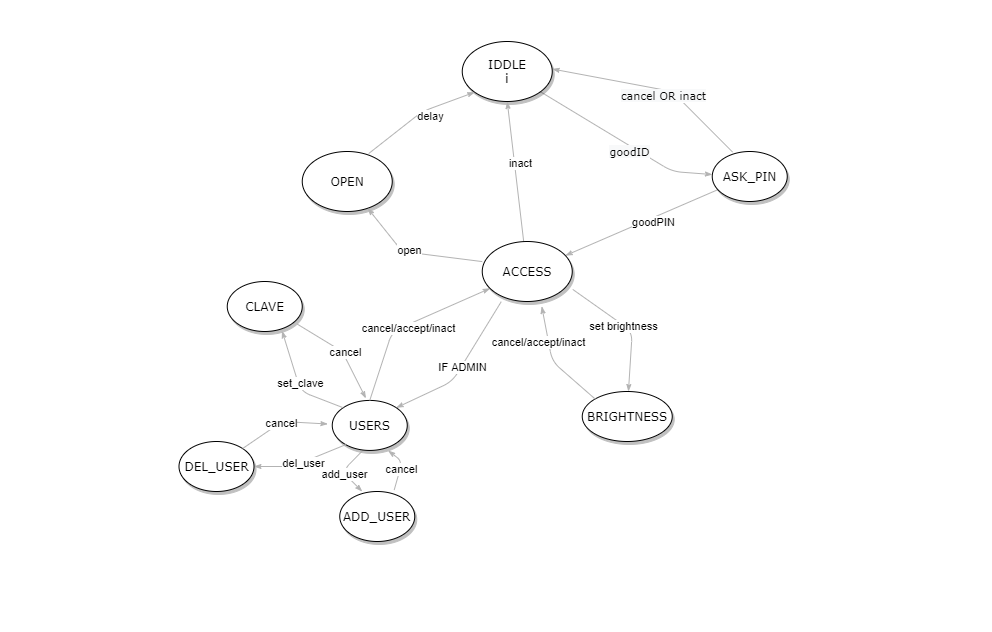 IDDLE
i
cancel OR inact
delay
goodID
inact
ASK_PIN
OPEN
goodPIN
open
ACCESS
CLAVE
cancel/accept/inact
set brightness
cancel/accept/inact
cancel
IF ADMIN
set_clave
BRIGHTNESS
cancel
USERS
DEL_USER
del_user
add_user
cancel
ADD_USER